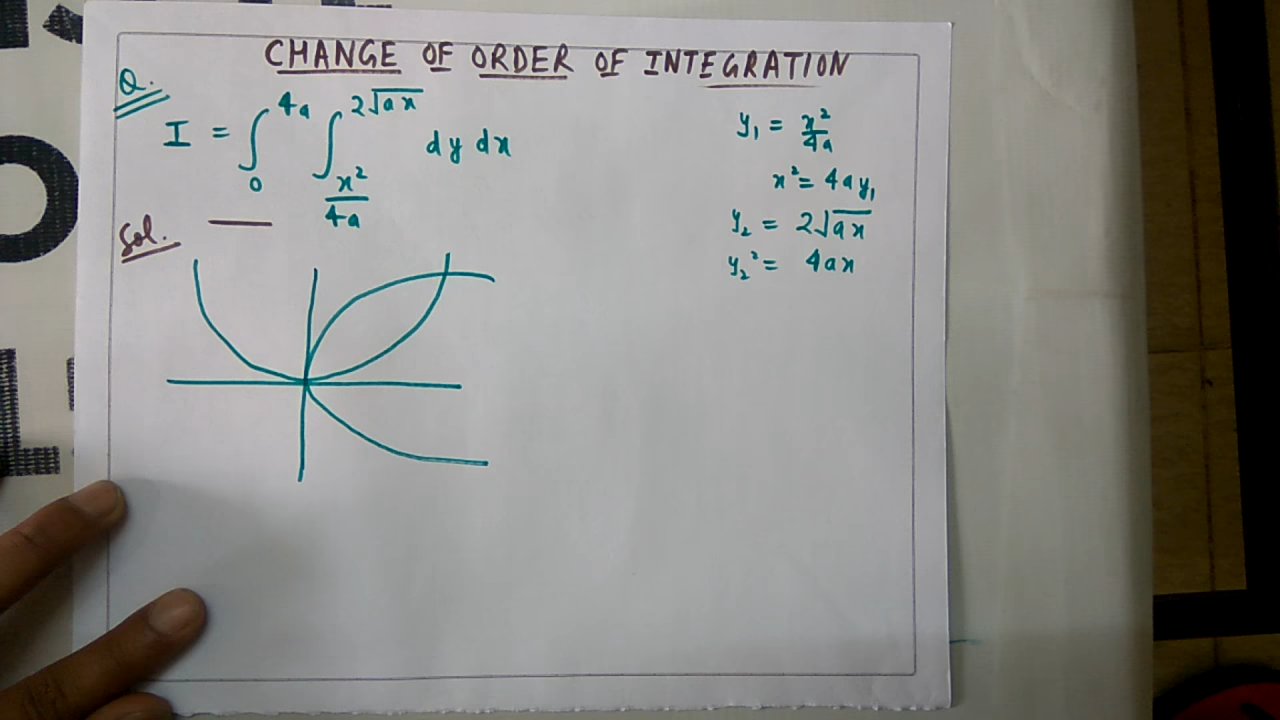 CHANGE OF ORDER OF INTEGRATION
Q.
I = ∫₀^{4a} ∫_{x²/4a}^{2√(ax)} dy dx
Sol.
y₁ = x²/4a
x² = 4ay₁
y₂ = 2√(ax)
y₂² = 4ax